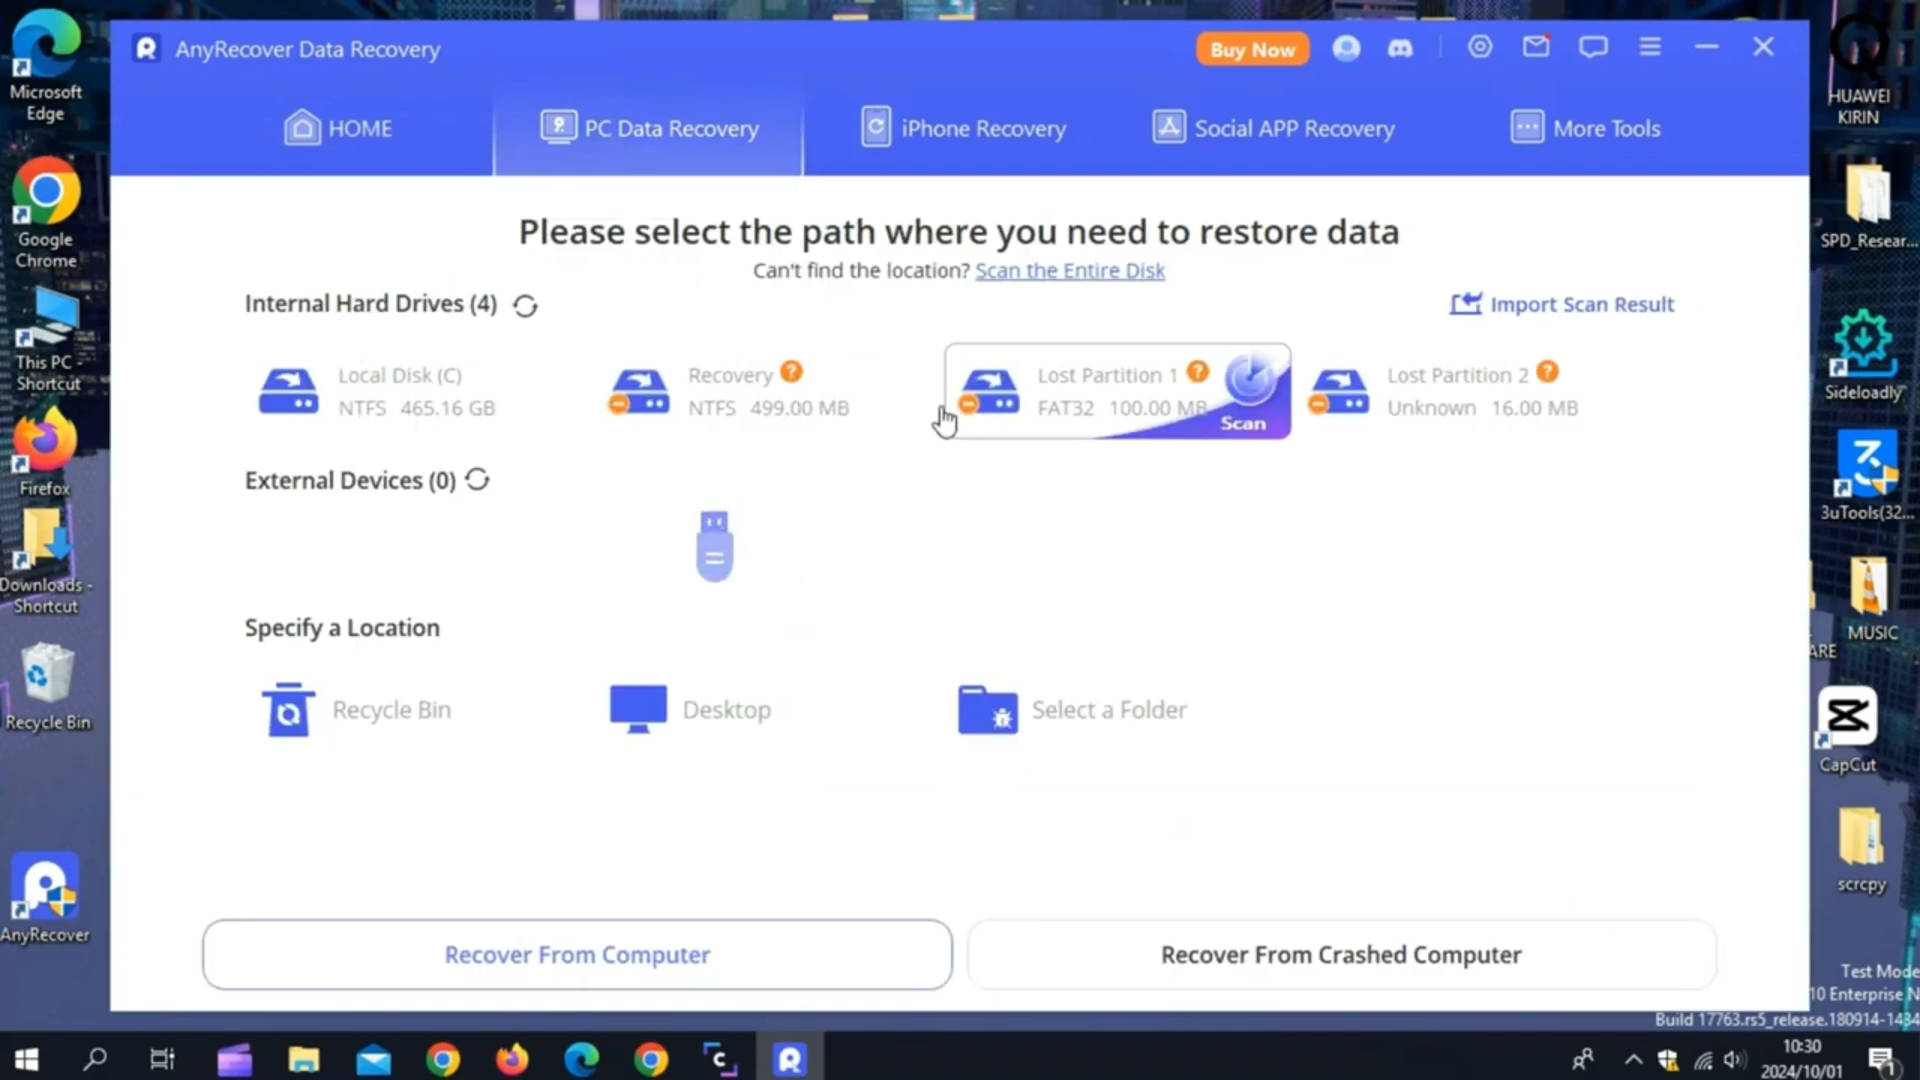 AnyRecover Data Recovery
Buy Now
HOME
PC Data Recovery
iPhone Recovery
Social APP Recovery
More Tools
Please select the path where you need to restore data
Can't find the location? Scan the Entire Disk
Internal Hard Drives (4)
Import Scan Result
Local Disk (C)
NTFS 465.16 GB
Recovery ?
NTFS 499.00 MB
Lost Partition 1 ?
FAT32 100.00 MB
Scan
Lost Partition 2 ?
Unknown 16.00 MB
External Devices (0)
Specify a Location
Recycle Bin
Desktop
Select a Folder
Recover From Computer
Recover From Crashed Computer
Microsoft
Edge
Google
Chrome
This PC -
Shortcut
Firefox
Downloads -
Shortcut
Recycle Bin
AnyRecover
HUAWEI
KIRIN
SPD_Resear...
Sideloadly
3uTools(32...
MUSIC
ARE
CapCut
scrcpy
Test Mode
10 Enterprise N
Build 17763.rs5_release.180914-1434
10:30
2024/10/01
1